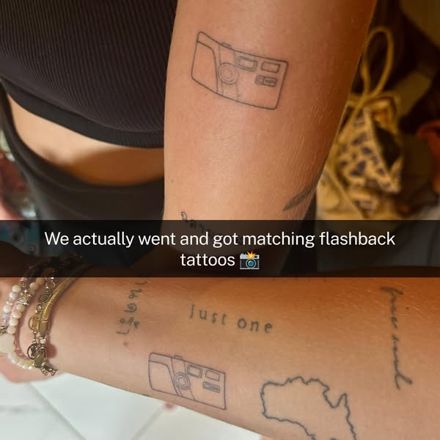 We actually went and got matching flashback
tattoos 📸
Just one